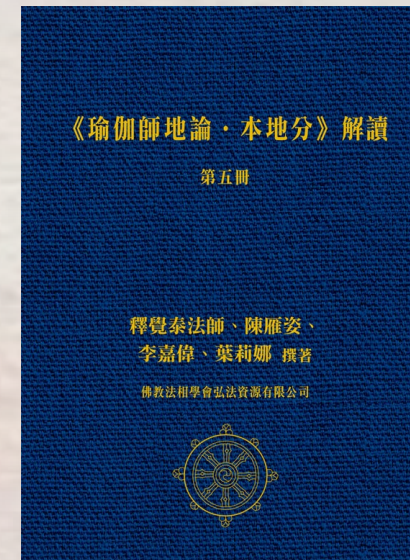 《瑜伽師地論・本地分》解讀
第五冊
釋覺泰法師、陳雁姿、
李嘉偉、葉莉娜 撰著
佛教法相學會弘法資源有限公司